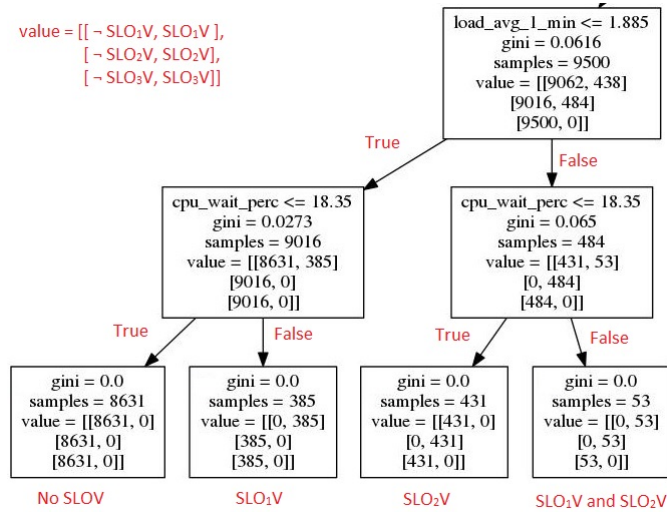 value = [[ ¬ SLO₁V, SLO₁V ],
[ ¬ SLO₂V, SLO₂V],
[ ¬ SLO₃V, SLO₃V]]
load_avg_1_min <= 1.885
gini = 0.0616
samples = 9500
value = [[9062, 438]
[9016, 484]
[9500, 0]]
True
False
cpu_wait_perc <= 18.35
gini = 0.0273
samples = 9016
value = [[8631, 385]
[9016, 0]
[9016, 0]]
cpu_wait_perc <= 18.35
gini = 0.065
samples = 484
value = [[431, 53]
[0, 484]
[484, 0]]
True
False
True
False
gini = 0.0
samples = 8631
value = [[8631, 0]
[8631, 0]
[8631, 0]]
gini = 0.0
samples = 385
value = [[0, 385]
[385, 0]
[385, 0]]
gini = 0.0
samples = 431
value = [[431, 0]
[0, 431]
[431, 0]]
gini = 0.0
samples = 53
value = [[0, 53]
[0, 53]
[53, 0]]
No SLOV
SLO₁V
SLO₂V
SLO₁V and SLO₂V